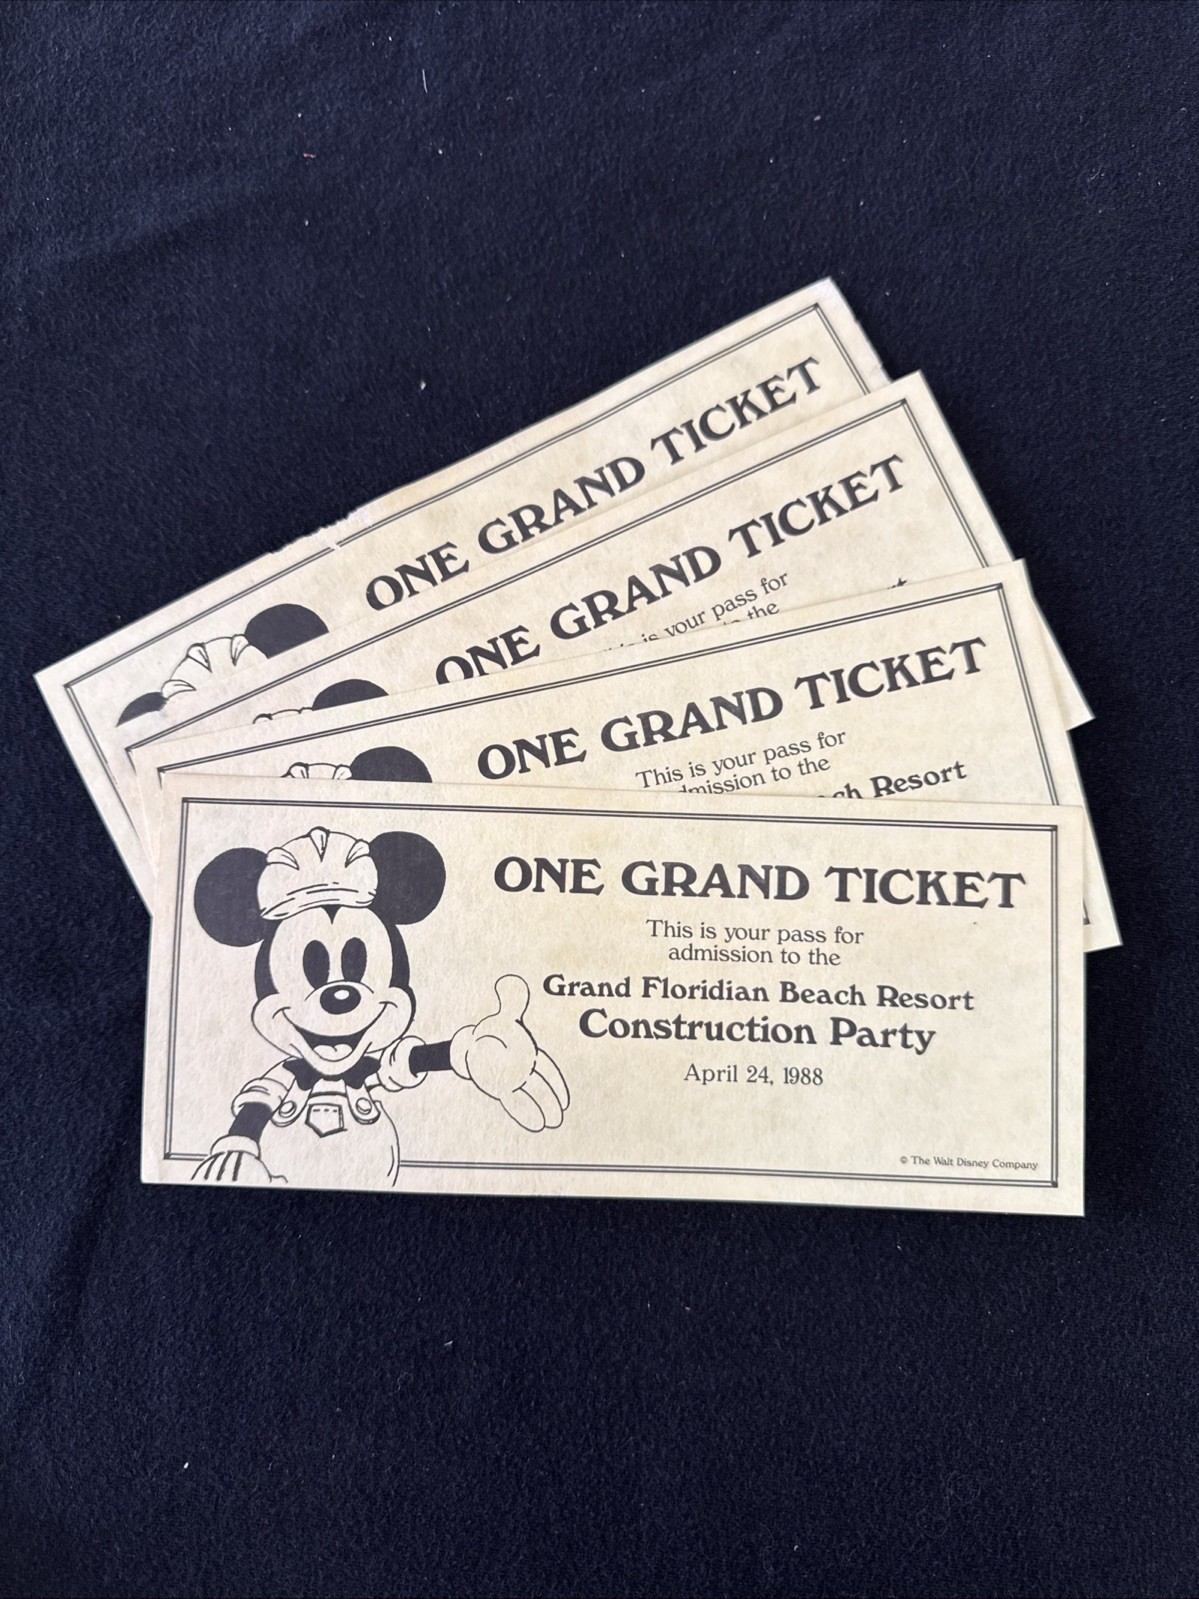 ONE GRAND TICKET
ONE GRAND TICKET
is your pass for
the
ONE GRAND TICKET
This is your pass for
admission to the
Beach Resort
ONE GRAND TICKET
This is your pass for
admission to the
Grand Floridian Beach Resort
Construction Party
April 24, 1988
© The Walt Disney Company